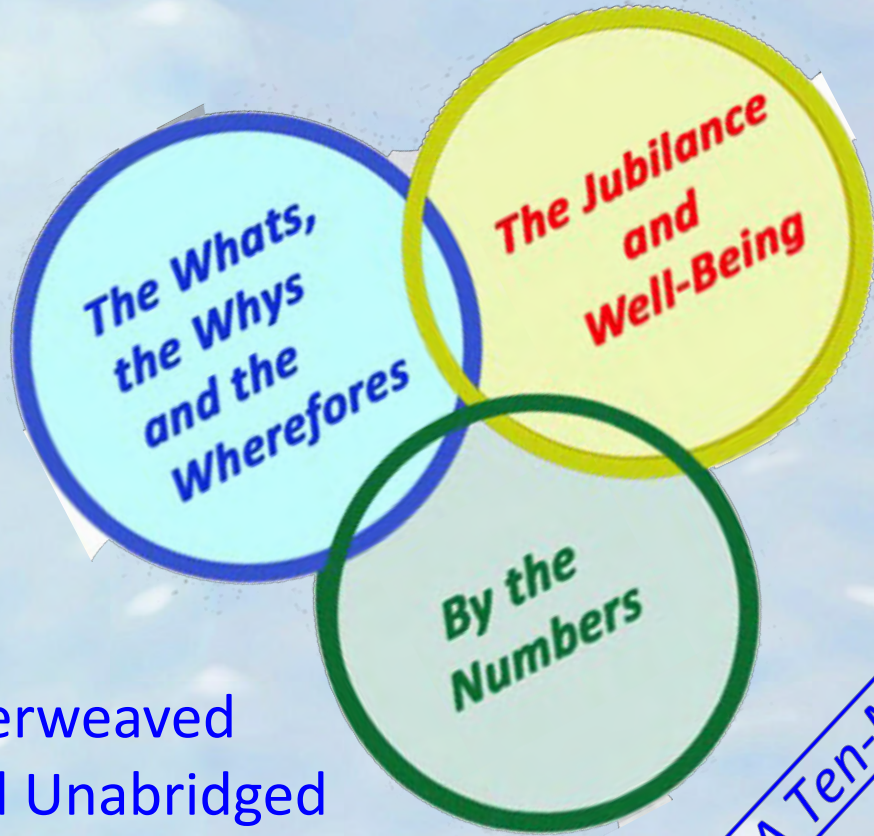 The Jubilance
and
Well-Being
The Whats,
the Whys
and the
Wherefores
By the
Numbers
erweaved
Unabridged
A Ten-